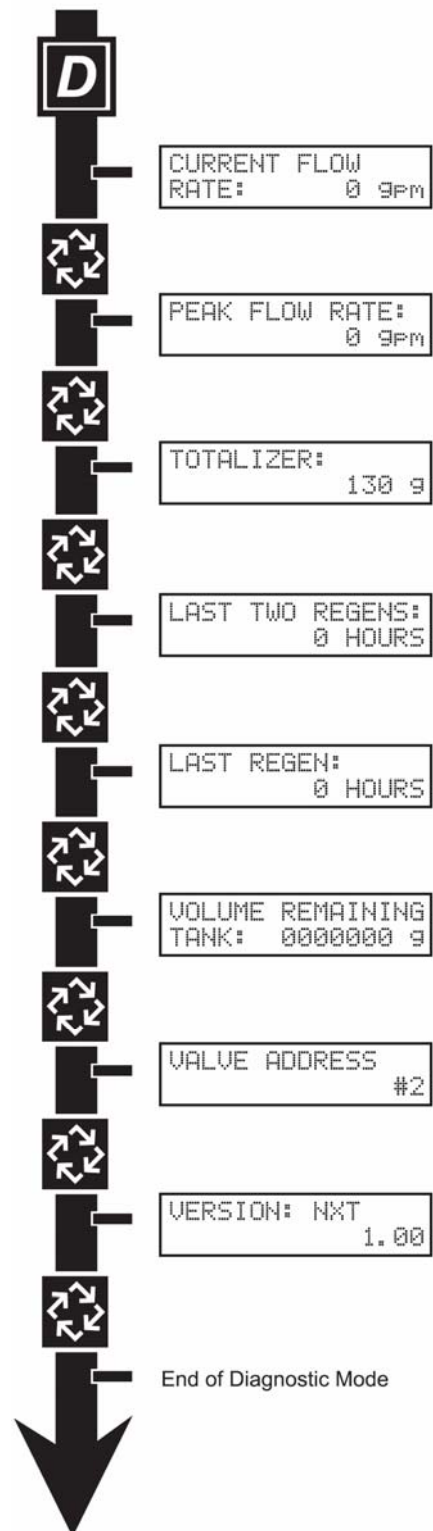 D
CURRENT FLOW
RATE: 0 gpm
PEAK FLOW RATE:
0 gpm
TOTALIZER:
130 g
LAST TWO REGENS:
0 HOURS
LAST REGEN:
0 HOURS
VOLUME REMAINING
TANK: 0000000 g
VALVE ADDRESS
#2
VERSION: NXT
1.00
End of Diagnostic Mode